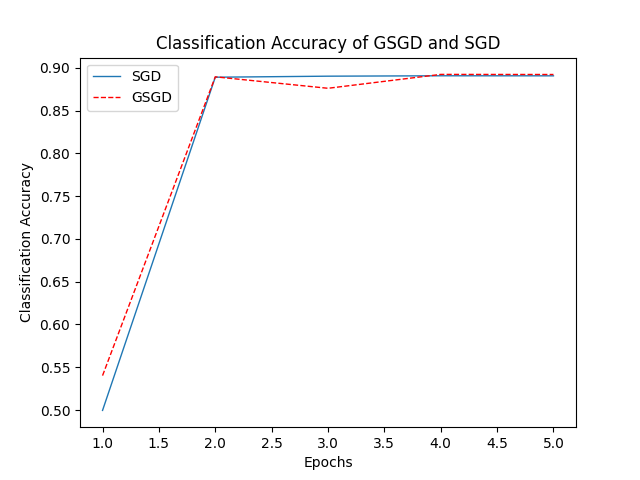 Classification Accuracy of GSGD and SGD
SGD
GSGD
Classification Accuracy
0.90
0.85
0.80
0.75
0.70
0.65
0.60
0.55
0.50
1.0 1.5 2.0 2.5 3.0 3.5 4.0 4.5 5.0
Epochs